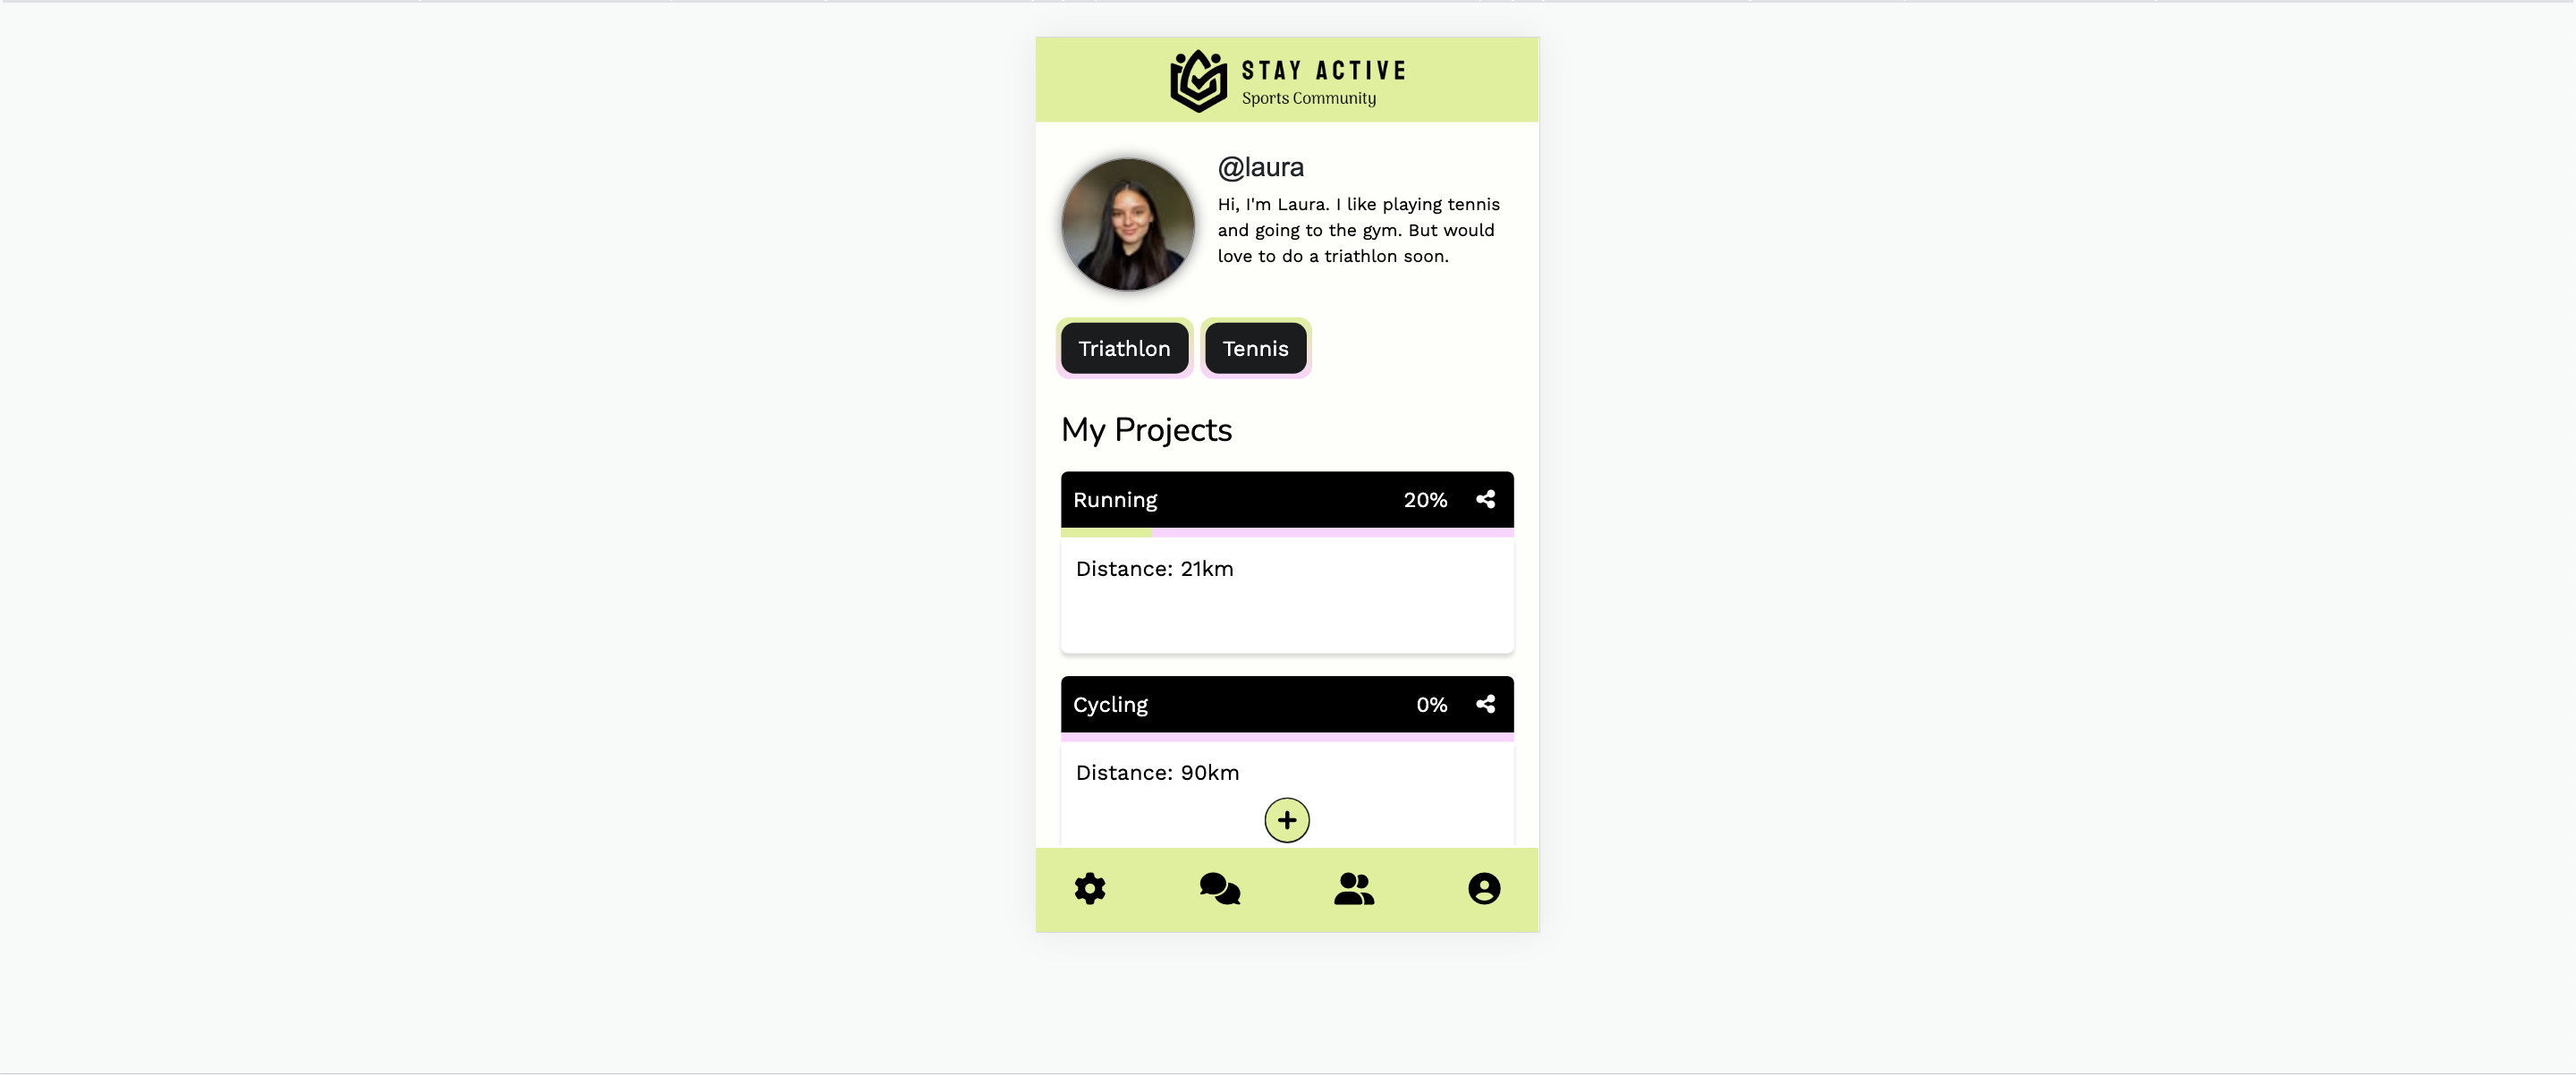 STAY ACTIVE
Sports Community
@laura
Hi, I'm Laura. I like playing tennis
and going to the gym. But would
love to do a triathlon soon.
Triathlon Tennis
My Projects
Running 20%
Distance: 21km
Cycling 0%
Distance: 90km